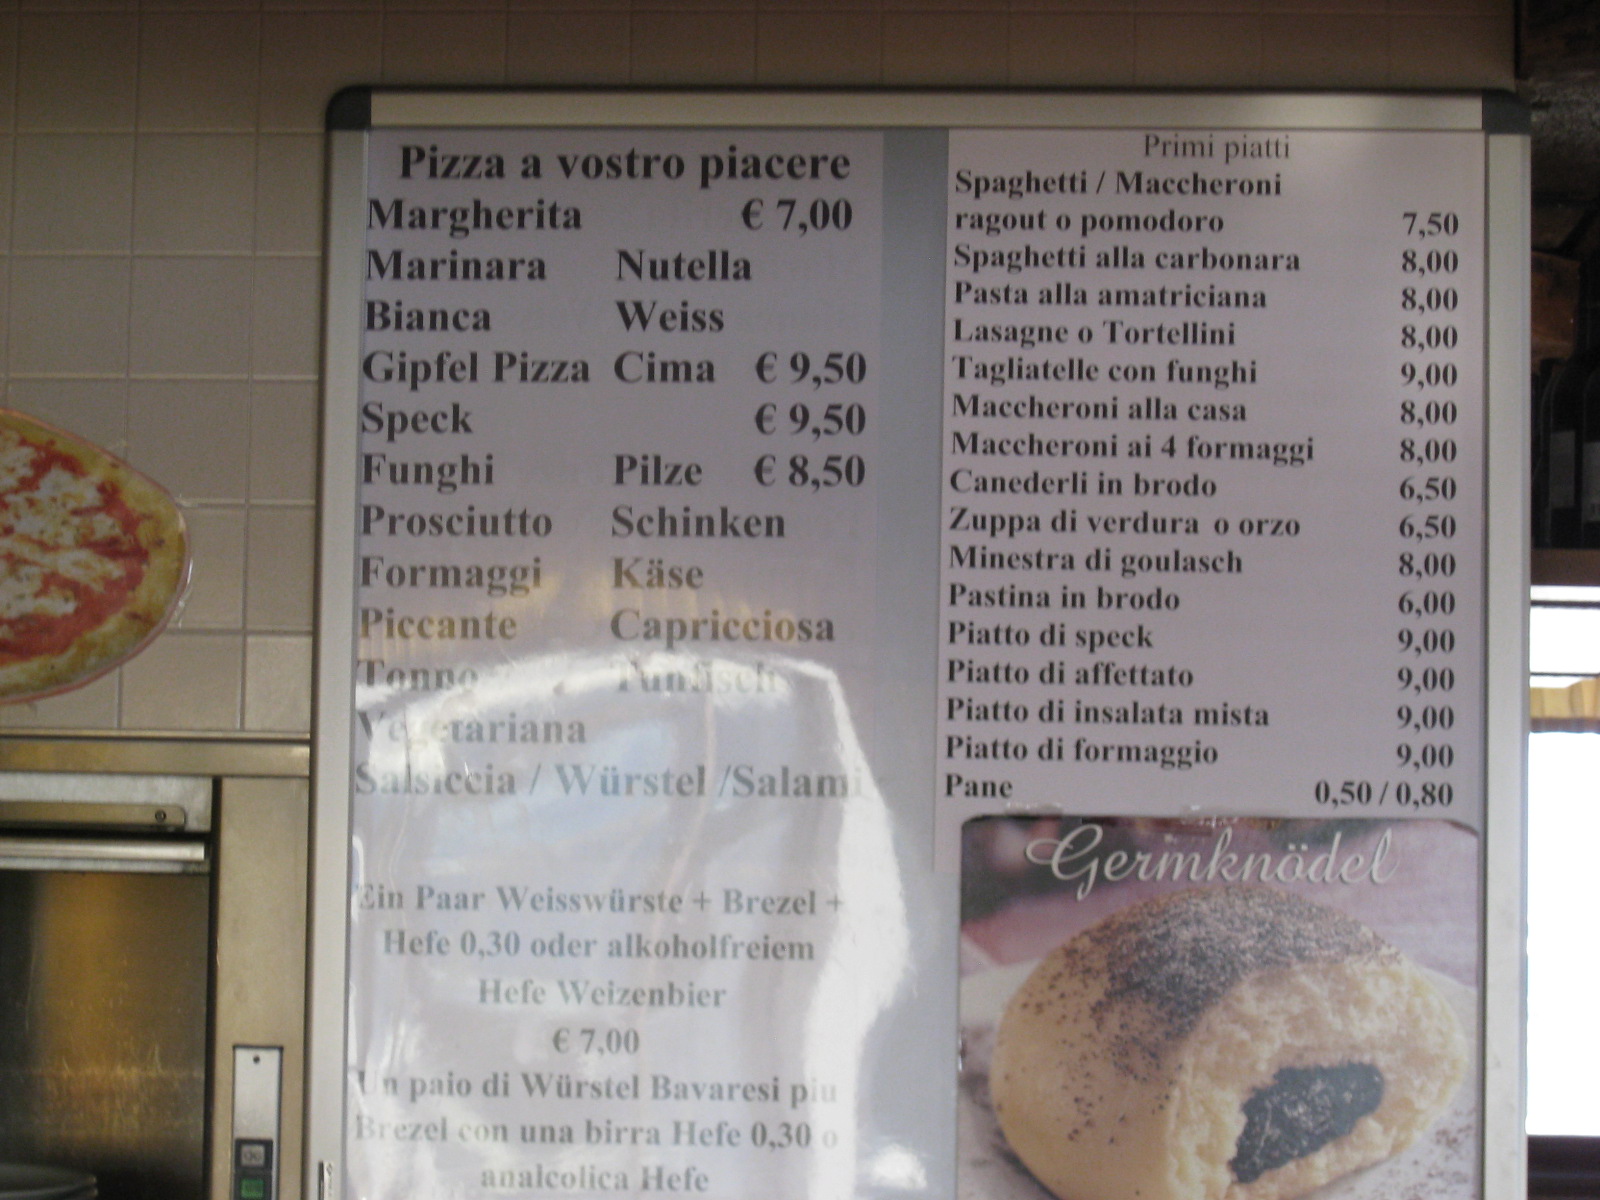 Pizza a vostro piacere
Margherita € 7,00
Marinara Nutella
Bianca Weiss
Gipfel Pizza Cima € 9,50
Speck € 9,50
Funghi Pilze € 8,50
Prosciutto Schinken
Formaggi Käse
Piccante Capricciosa
Tonno Tunfisch
Vegetariana
Salsiccia / Würstel /Salami
Ein Paar Weisswürste + Brezel +
Hefe 0,30 oder alkoholfreiem
Hefe Weizenbier
€ 7,00
Un paio di Würstel Bavaresi piu
Brezel con una birra Hefe 0,30 o
analcolica Hefe
Primi piatti
Spaghetti / Maccheroni
ragout o pomodoro 7,50
Spaghetti alla carbonara 8,00
Pasta alla amatriciana 8,00
Lasagne o Tortellini 8,00
Tagliatelle con funghi 9,00
Maccheroni alla casa 8,00
Maccheroni ai 4 formaggi 8,00
Canederli in brodo 6,50
Zuppa di verdura o orzo 6,50
Minestra di goulasch 8,00
Pastina in brodo 6,00
Piatto di speck 9,00
Piatto di affettato 9,00
Piatto di insalata mista 9,00
Piatto di formaggio 9,00
Pane 0,50 / 0,80
Germknödel